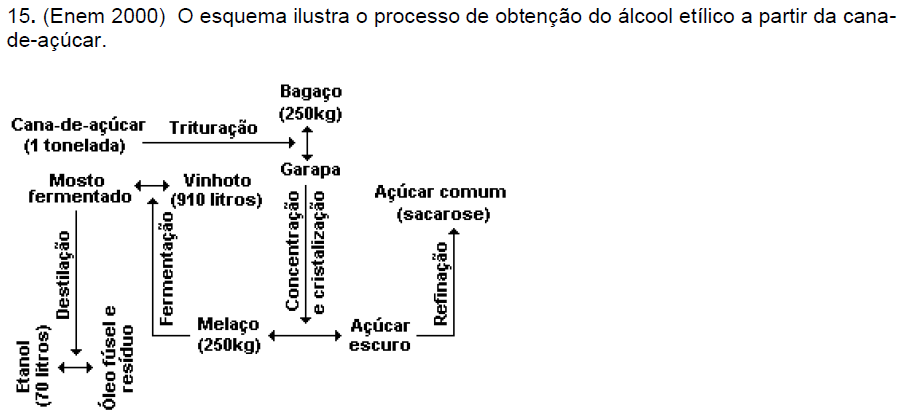 15. (Enem 2000)  O esquema ilustra o processo de obtenção do álcool etílico a partir da cana-
de-açúcar.
Bagaço
(250kg)
Cana-de-açúcar
(1 tonelada)
Trituração
Garapa
Mosto
fermentado
Vinhoto
(910 litros)
Açúcar comum
(sacarose)
Destilação
Fermentação
Concentração
e cristalização
Refinação
Melaço
(250kg)
Açúcar
escuro
Etanol
(70 litros)
Óleo fúsel e
resíduo